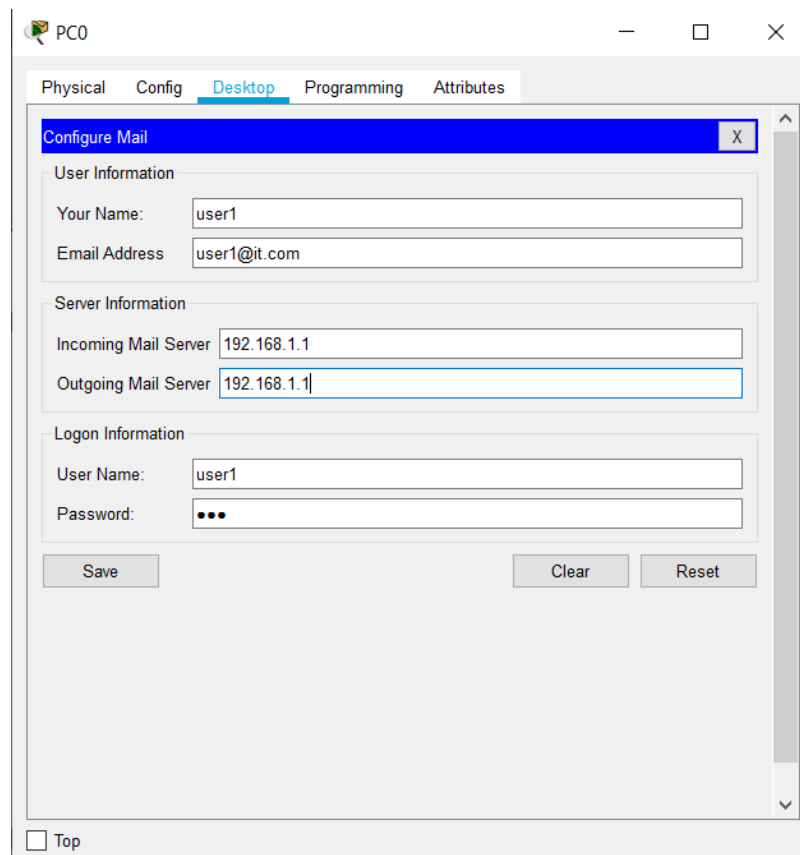 PC0
Physical Config Desktop Programming Attributes
Configure Mail X
User Information
Your Name: user1
Email Address user1@it.com
Server Information
Incoming Mail Server 192.168.1.1
Outgoing Mail Server 192.168.1.1
Logon Information
User Name: user1
Password: •••
Save Clear Reset
Top